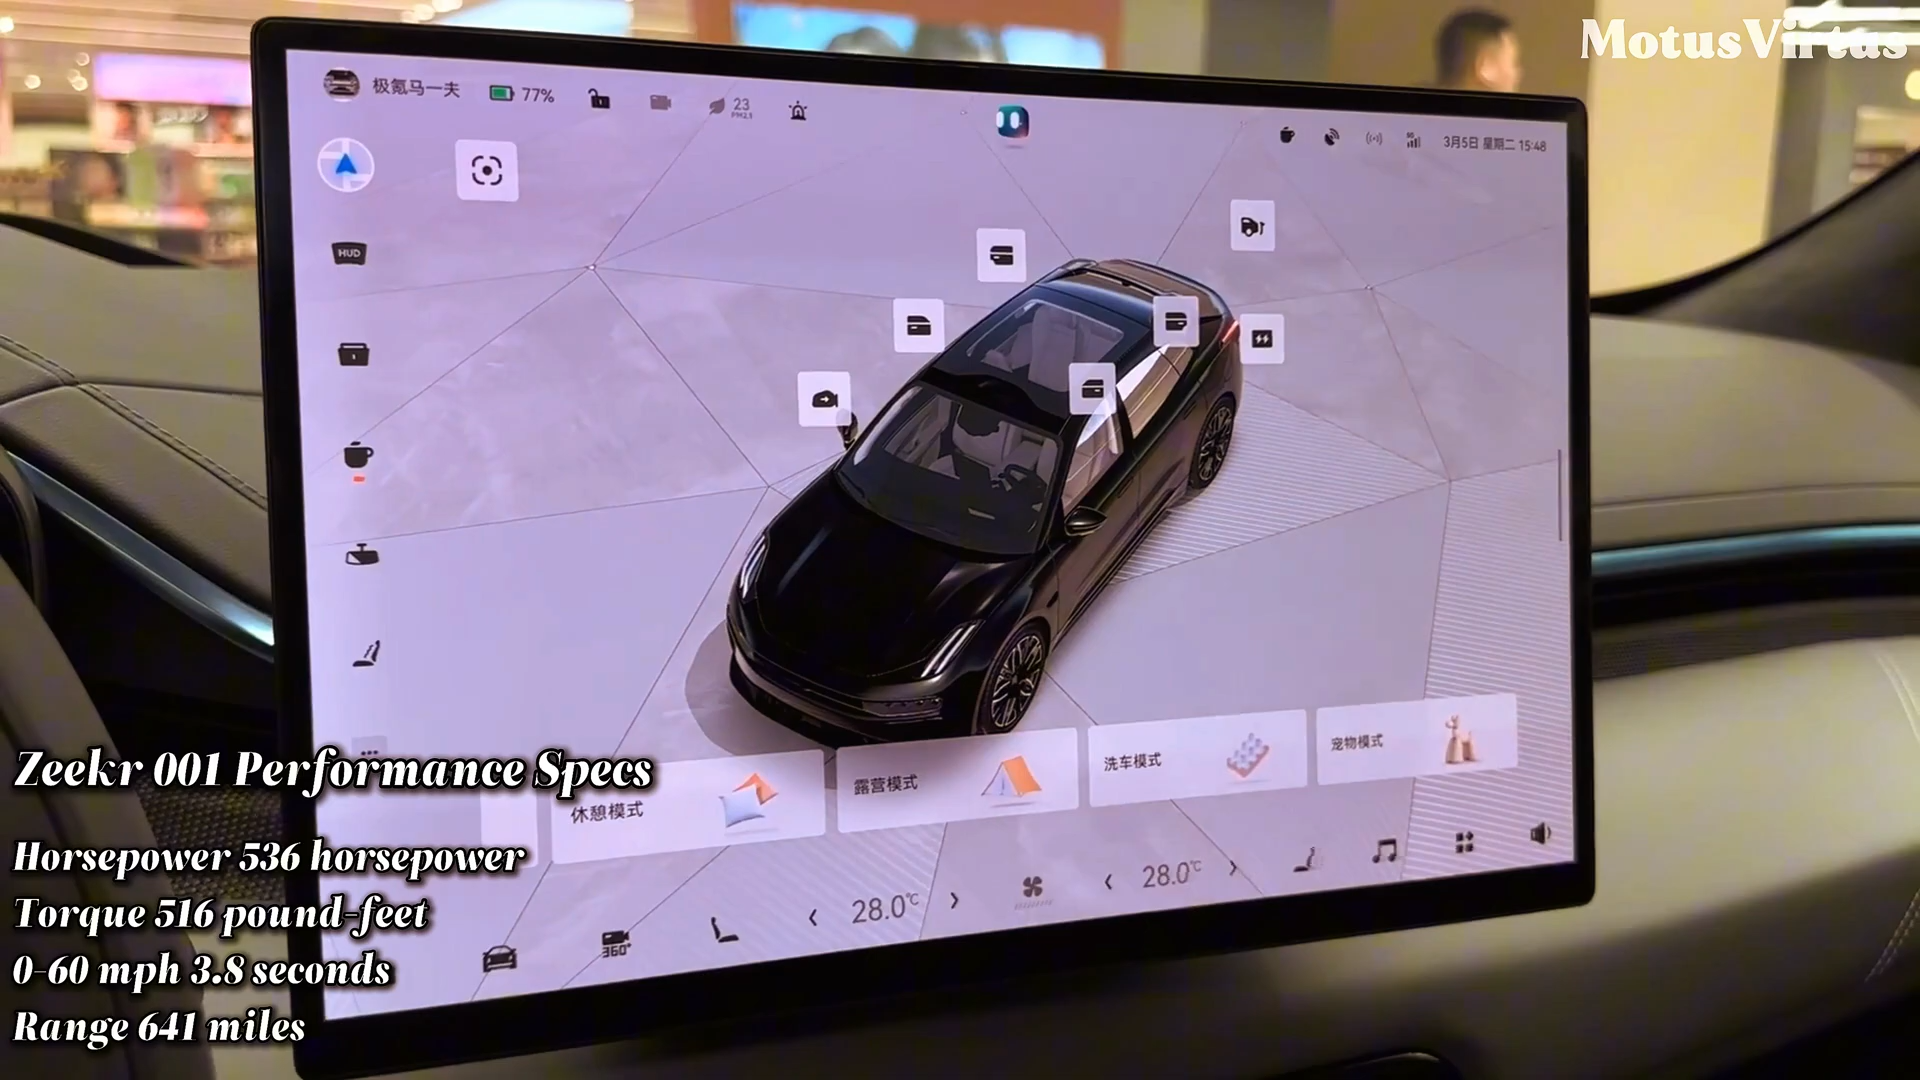 MotusVirtus
极氪马一夫 77% 23 PM2.5
3月5日 星期二 15:48
HUD
5G
休憩模式
露营模式
洗车模式
宠物模式
360°
28.0°C
28.0°C
Zeekr 001 Performance Specs
Horsepower 536 horsepower
Torque 516 pound-feet
0-60 mph 3.8 seconds
Range 641 miles